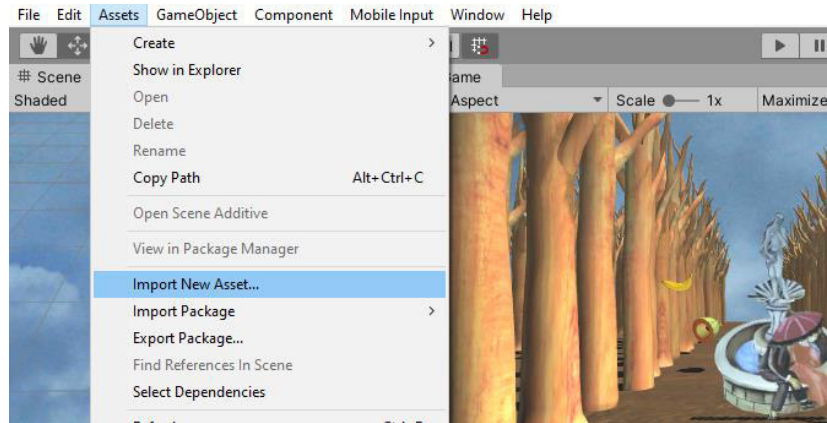 File Edit Assets GameObject Component Mobile Input Window Help
Create
# Scene
Show in Explorer
ame
Shaded
Open
Aspect
Scale 1x
Maximize
Delete
Rename
Copy Path Alt+Ctrl+C
Open Scene Additive
View in Package Manager
Import New Asset...
Import Package
Export Package...
Find References In Scene
Select Dependencies